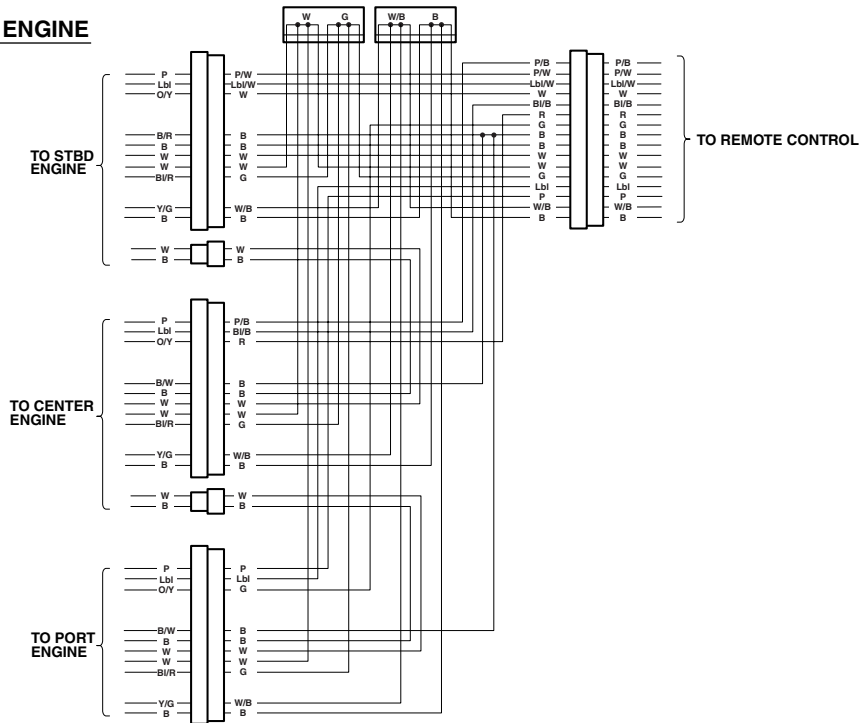 ENGINE
W G W/B B
TO STBD
ENGINE
P P/W
Lbl Lbl/W
O/Y W
B/R B
B B
W W
W W
Bl/R G
Y/G W/B
B B
W W
B B
TO CENTER
ENGINE
P P/B
Lbl Bl/B
O/Y R
B/W B
B B
W W
W W
Bl/R G
Y/G W/B
B B
W W
B B
TO PORT
ENGINE
P P
Lbl Lbl
O/Y G
B/W B
B B
W W
W W
Bl/R G
Y/G W/B
B B
P/B P/B
P/W P/W
Lbl/W Lbl/W
W W
Bl/B Bl/B
R R
G G
B B
B B
W W
W W
G G
Lbl Lbl
P P
W/B W/B
B B
TO REMOTE CONTROL